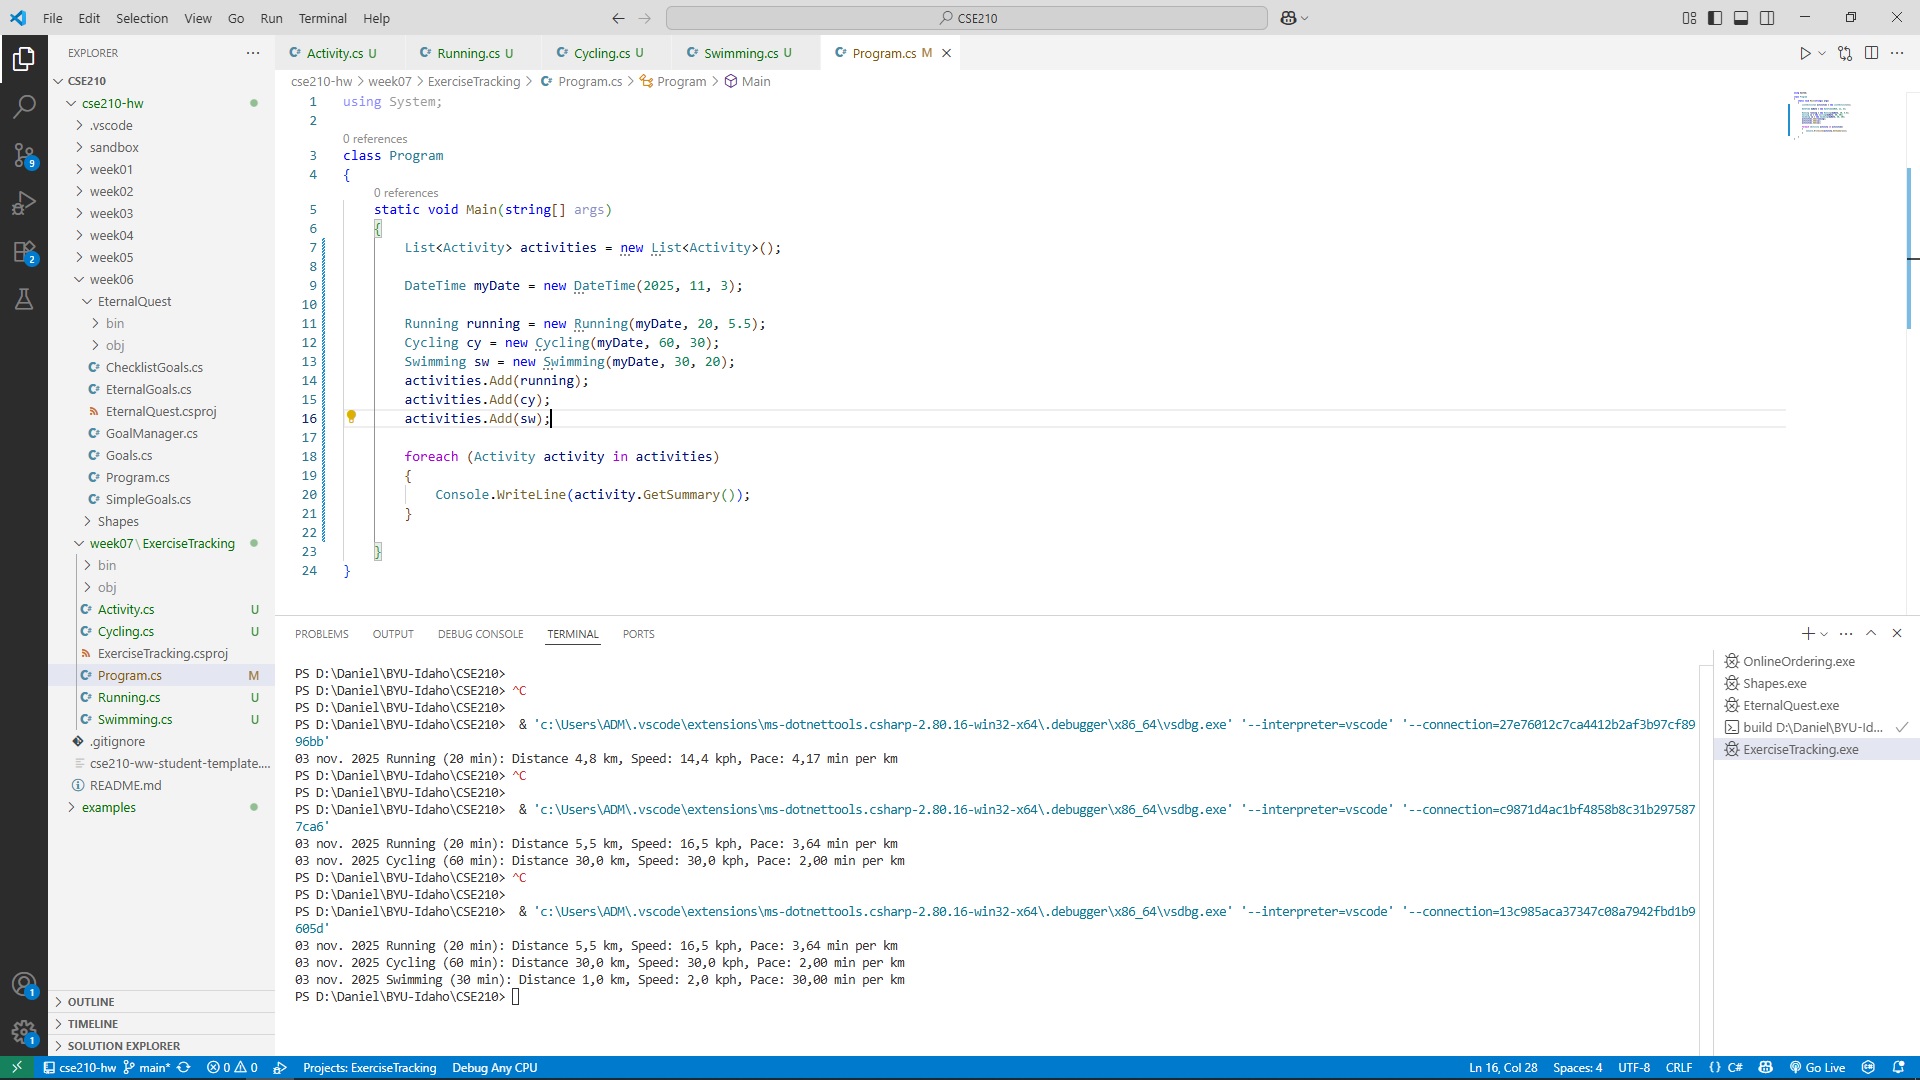 File Edit Selection View Go Run Terminal Help
CSE210
EXPLORER
Activity.cs U
Running.cs U
Cycling.cs U
Swimming.cs U
Program.cs M
cse210-hw > week07 > ExerciseTracking > Program.cs > Program > Main
CSE210
cse210-hw
.vscode
sandbox
week01
week02
week03
week04
week05
week06
EternalQuest
bin
obj
ChecklistGoals.cs
EternalGoals.cs
EternalQuest.csproj
GoalManager.cs
Goals.cs
Program.cs
SimpleGoals.cs
Shapes
week07\ExerciseTracking
bin
obj
Activity.cs U
Cycling.cs U
ExerciseTracking.csproj
Program.cs M
Running.cs U
Swimming.cs U
.gitignore
cse210-ww-student-template....
README.md
examples
OUTLINE
TIMELINE
SOLUTION EXPLORER
9
2
1
1
1 using System;
2
0 references
3 class Program
4 {
0 references
5 static void Main(string[] args)
6 {
7 List<Activity> activities = new List<Activity>();
8
9 DateTime myDate = new DateTime(2025, 11, 3);
10
11 Running running = new Running(myDate, 20, 5.5);
12 Cycling cy = new Cycling(myDate, 60, 30);
13 Swimming sw = new Swimming(myDate, 30, 20);
14 activities.Add(running);
15 activities.Add(cy);
16 activities.Add(sw);
17
18 foreach (Activity activity in activities)
19 {
20 Console.WriteLine(activity.GetSummary());
21 }
22
23 }
24 }
PROBLEMS OUTPUT DEBUG CONSOLE TERMINAL PORTS
PS D:\Daniel\BYU-Idaho\CSE210>
PS D:\Daniel\BYU-Idaho\CSE210> ^C
PS D:\Daniel\BYU-Idaho\CSE210>
PS D:\Daniel\BYU-Idaho\CSE210> & 'c:\Users\ADM\.vscode\extensions\ms-dotnettools.csharp-2.80.16-win32-x64\.debugger\x86_64\vsdbg.exe' '--interpreter=vscode' '--connection=27e76012c7ca4412b2af3b97cf89
96bb'
03 nov. 2025 Running (20 min): Distance 4,8 km, Speed: 14,4 kph, Pace: 4,17 min per km
PS D:\Daniel\BYU-Idaho\CSE210> ^C
PS D:\Daniel\BYU-Idaho\CSE210>
PS D:\Daniel\BYU-Idaho\CSE210> & 'c:\Users\ADM\.vscode\extensions\ms-dotnettools.csharp-2.80.16-win32-x64\.debugger\x86_64\vsdbg.exe' '--interpreter=vscode' '--connection=c9871d4ac1bf4858b8c31b297587
7ca6'
03 nov. 2025 Running (20 min): Distance 5,5 km, Speed: 16,5 kph, Pace: 3,64 min per km
03 nov. 2025 Cycling (60 min): Distance 30,0 km, Speed: 30,0 kph, Pace: 2,00 min per km
PS D:\Daniel\BYU-Idaho\CSE210> ^C
PS D:\Daniel\BYU-Idaho\CSE210>
PS D:\Daniel\BYU-Idaho\CSE210> & 'c:\Users\ADM\.vscode\extensions\ms-dotnettools.csharp-2.80.16-win32-x64\.debugger\x86_64\vsdbg.exe' '--interpreter=vscode' '--connection=13c985aca37347c08a7942fbd1b9
605d'
03 nov. 2025 Running (20 min): Distance 5,5 km, Speed: 16,5 kph, Pace: 3,64 min per km
03 nov. 2025 Cycling (60 min): Distance 30,0 km, Speed: 30,0 kph, Pace: 2,00 min per km
03 nov. 2025 Swimming (30 min): Distance 1,0 km, Speed: 2,0 kph, Pace: 30,00 min per km
PS D:\Daniel\BYU-Idaho\CSE210>
OnlineOrdering.exe
Shapes.exe
EternalQuest.exe
build D:\Daniel\BYU-Id...
ExerciseTracking.exe
cse210-hw main* 0 0 Projects: ExerciseTracking Debug Any CPU Ln 16, Col 28 Spaces: 4 UTF-8 CRLF {} C# Go Live